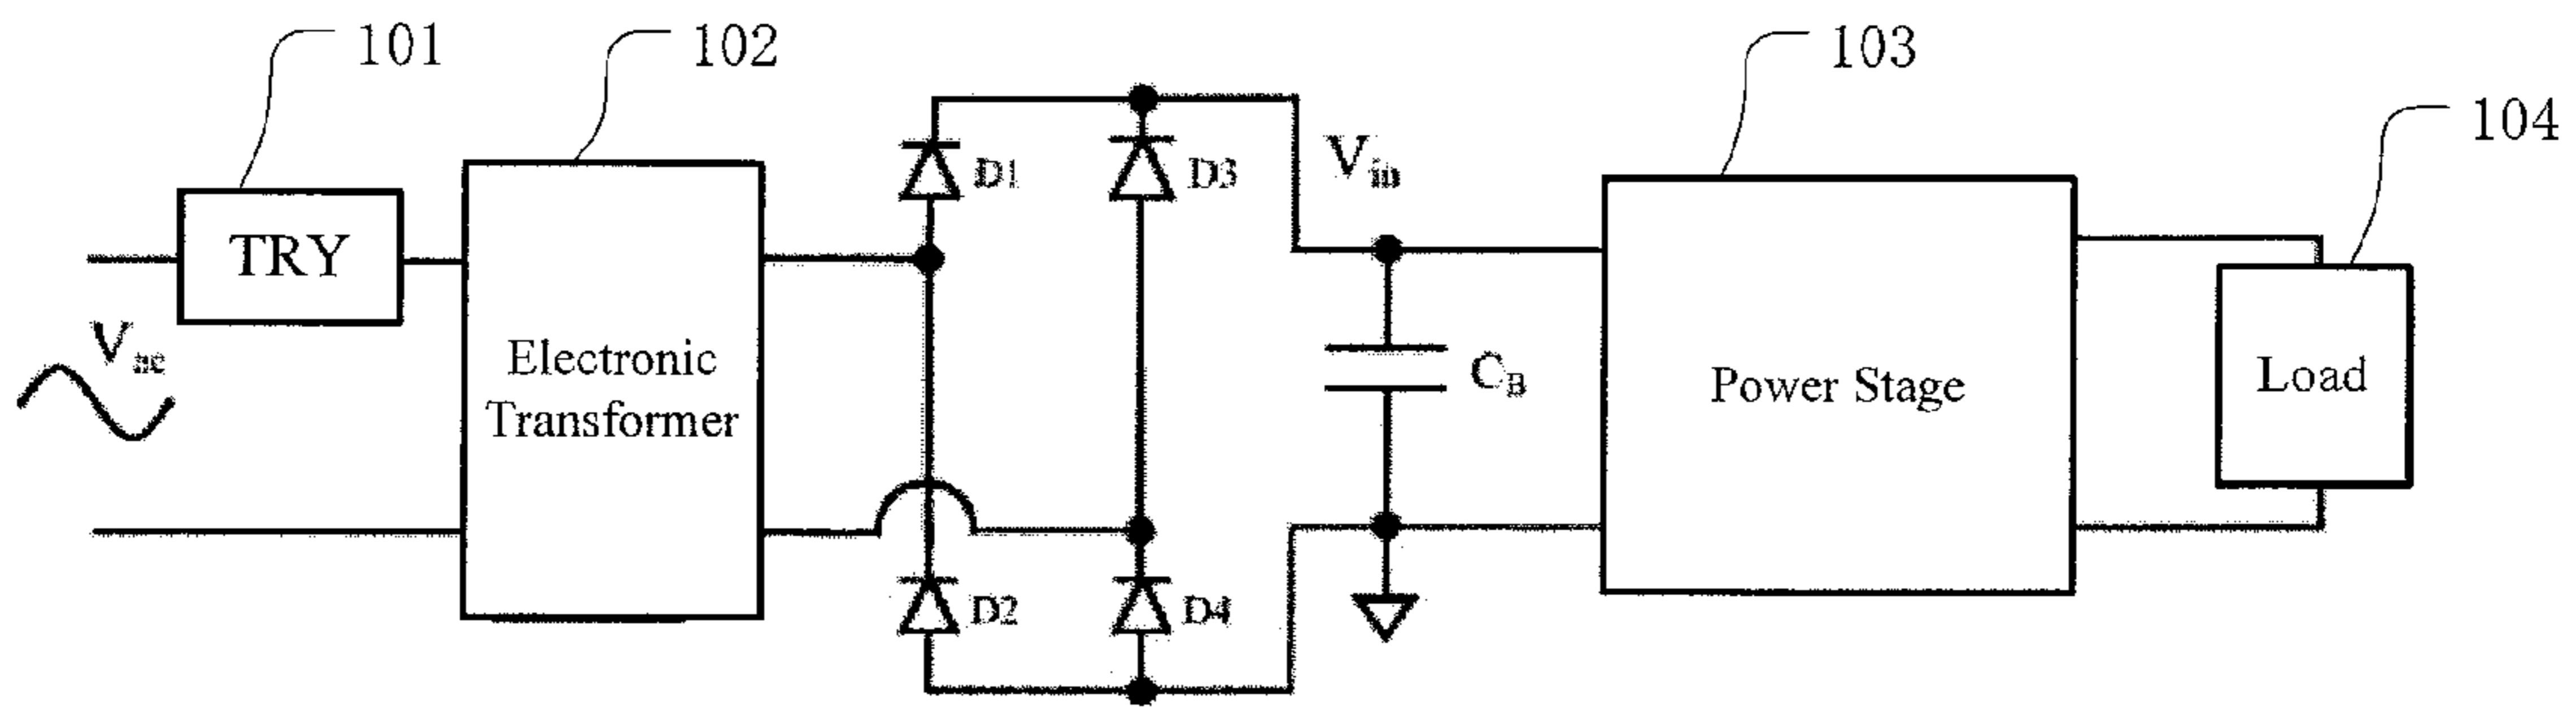 101
102
103
104
TRY
Vac
Electronic
Transformer
D1
D3
Vin
CB
Power Stage
Load
D2
D4